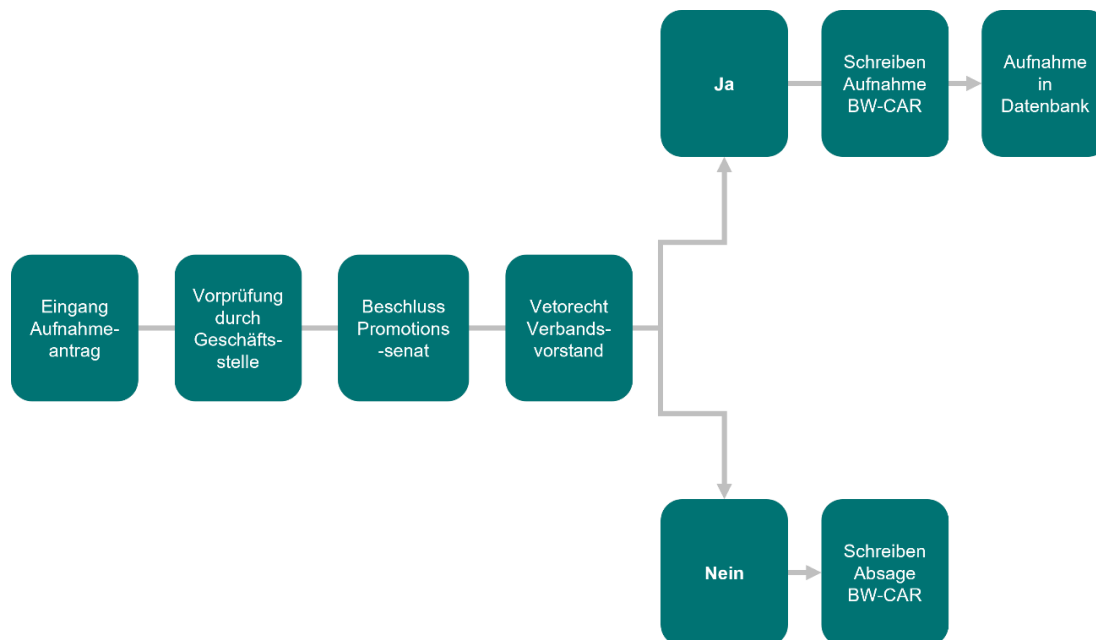 Eingang
Aufnahme-
antrag
Vorprüfung
durch
Geschäfts-
stelle
Beschluss
Promotions
-senat
Vetorecht
Verbands-
vorstand
Ja
Schreiben
Aufnahme
BW-CAR
Aufnahme
in
Datenbank
Nein
Schreiben
Absage
BW-CAR